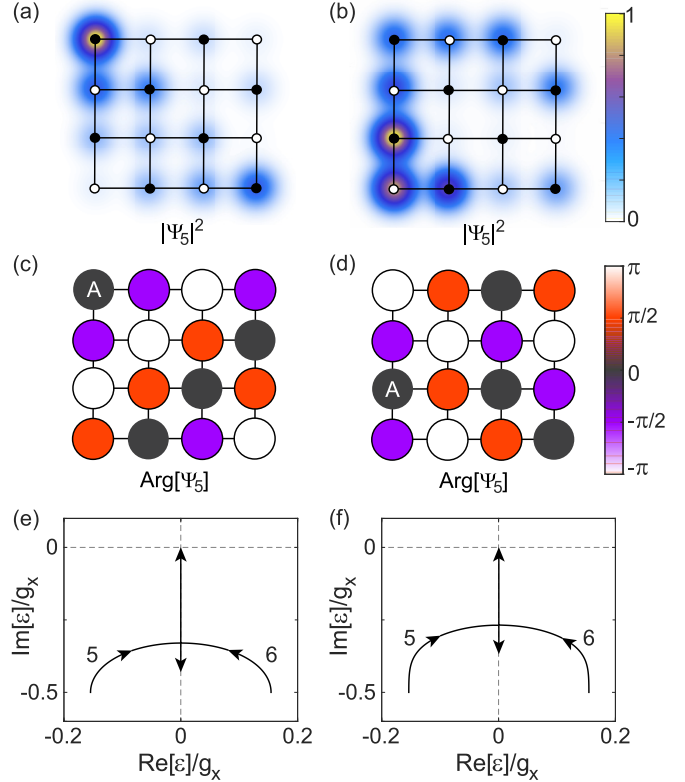 (a)
(b)
1
0
|Ψ₅|²
|Ψ₅|²
(c)
(d)
A
A
π
π/2
0
-π/2
-π
Arg[Ψ₅]
Arg[Ψ₅]
(e)
(f)
0
-0.5
Im[ε]/gₓ
5
6
-0.2
0
0.2
Re[ε]/gₓ
0
-0.5
Im[ε]/gₓ
5
6
-0.2
0
0.2
Re[ε]/gₓ